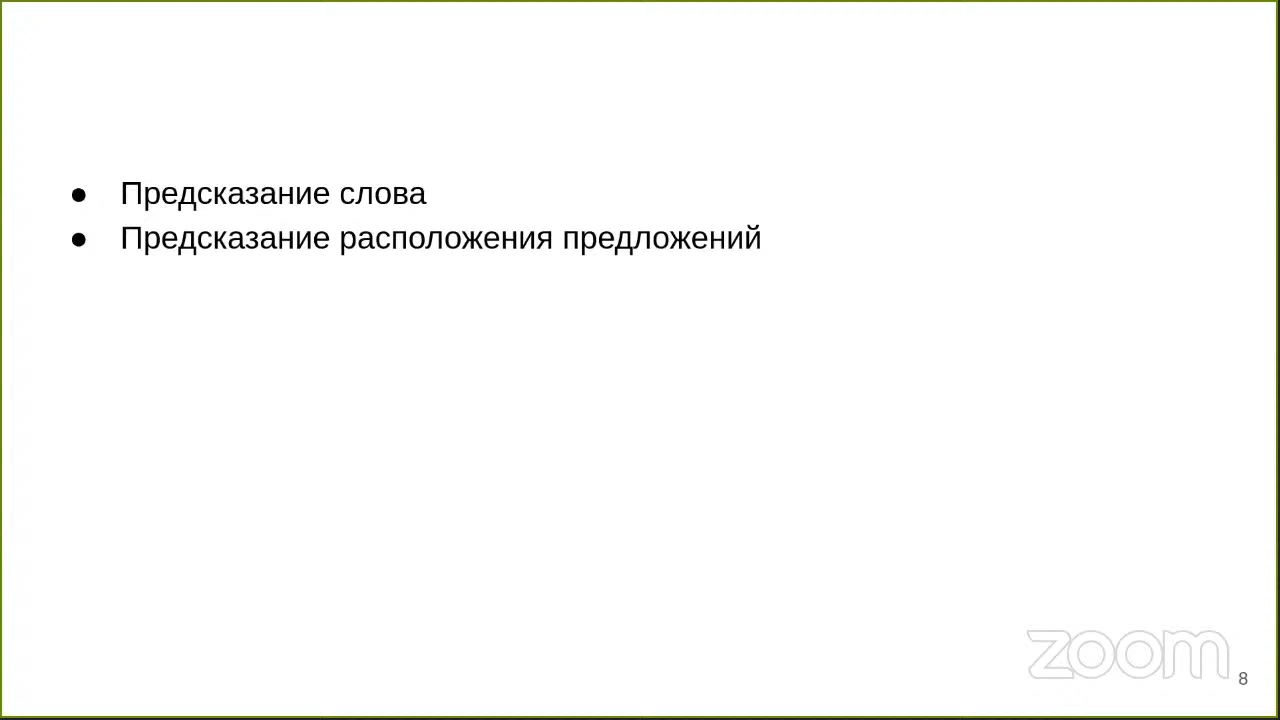 ● Предсказание слова
● Предсказание расположения предложений
zoom
8